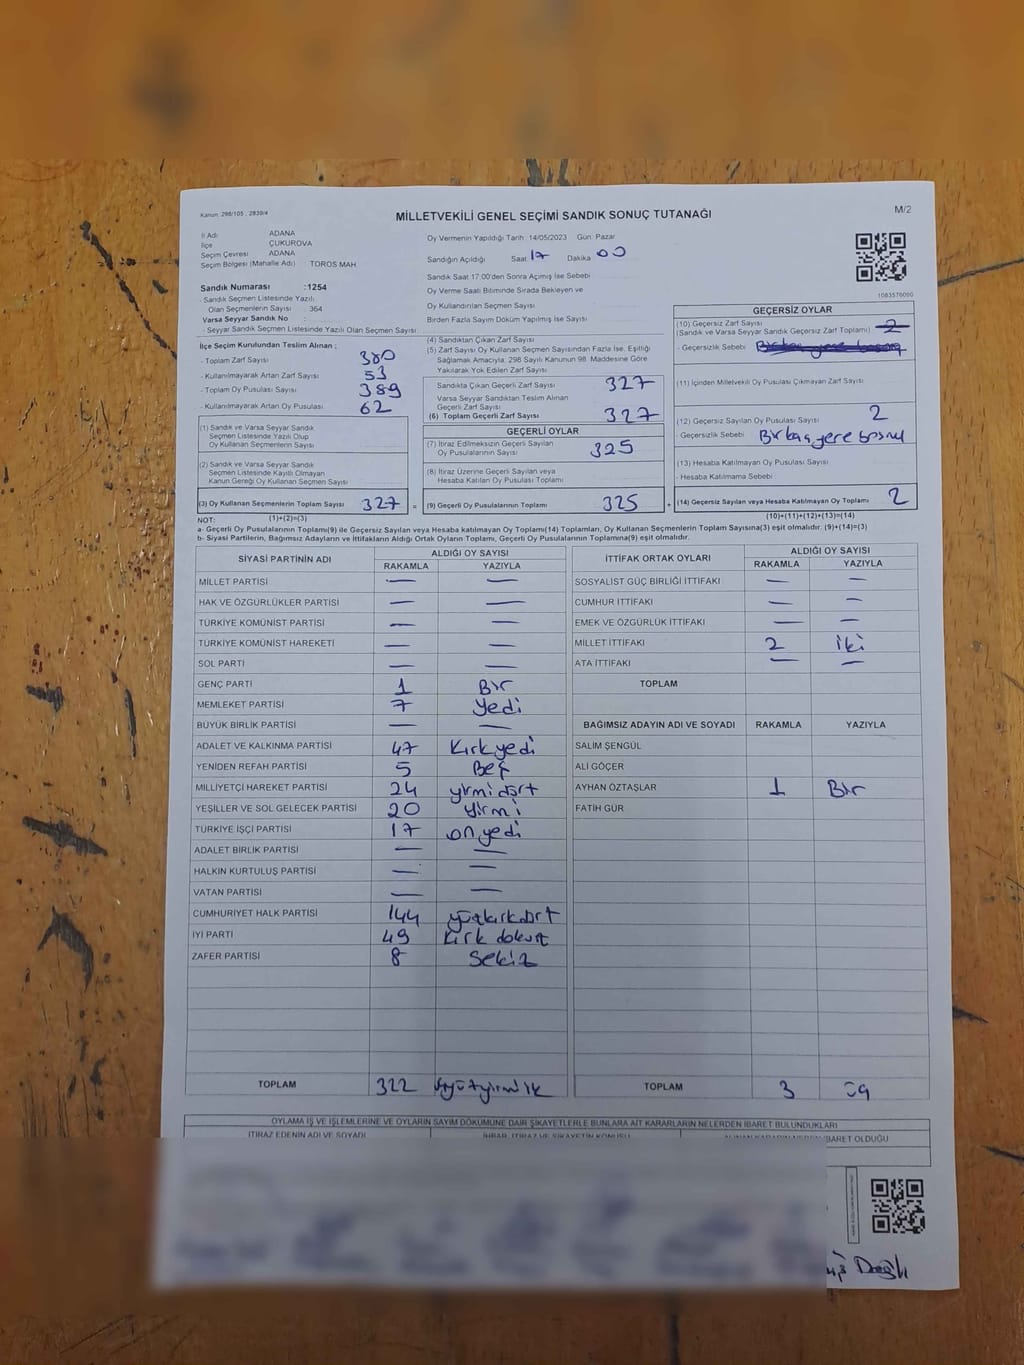 Kanun: 298/105 , 2839/4
MİLLETVEKİLİ GENEL SEÇİMİ SANDIK SONUÇ TUTANAĞI
M/2
İl Adı ADANA
İlçe ÇUKUROVA
Seçim Çevresi ADANA
Seçim Bölgesi (Mahalle Adı) : TOROS MAH
Sandık Numarası :1254
- Sandık Seçmen Listesinde Yazılı
Olan Seçmenlerin Sayısı 364
Varsa Seyyar Sandık No :
- Seyyar Sandık Seçmen Listesinde Yazılı Olan Seçmen Sayısı
Oy Vermenin Yapıldığı Tarih :14/05/2023 Gün: Pazar
Sandığın Açıldığı Saat 17 Dakika 00
Sandık Saat 17:00'den Sonra Açımış İse Sebebi
Oy Verme Saati Bitiminde Sırada Bekleyen ve
Oy Kullandırılan Seçmen Sayısı
Birden Fazla Sayım Döküm Yapılmış İse Sayısı
İlçe Seçim Kurulundan Teslim Alınan ;
- Toplam Zarf Sayısı 380
- Kullanılmayarak Artan Zarf Sayısı 53
- Toplam Oy Pusulası Sayısı 389
- Kullanılmayarak Artan Oy Pusulası 62
(1) Sandık ve Varsa Seyyar Sandık
Seçmen Listesinde Yazılı Olup
Oy Kullanan Seçmenlerin Sayısı
(2) Sandık ve Varsa Seyyar Sandık
Seçmen Listesinde Kayıtlı Olmayan
Kanun Gereği Oy Kullanan Seçmen Sayısı
(3) Oy Kullanan Seçmenlerin Toplam Sayısı 327 =
(4) Sandıktan Çıkan Zarf Sayısı
(5) Zarf Sayısı Oy Kullanan Seçmen Sayısından Fazla İse, Eşitliği
Sağlamak Amacıyla, 298 Sayılı Kanunun 98. Maddesine Göre
Yakılarak Yok Edilen Zarf Sayısı
Sandıkta Çıkan Geçerli Zarf Sayısı 327
Varsa Seyyar Sandıktan Teslim Alınan
Geçerli Zarf Sayısı
(6) Toplam Geçerli Zarf Sayısı 327
GEÇERLİ OYLAR
(7) İtiraz Edilmeksizin Geçerli Sayılan
Oy Pusulalarının Sayısı 325
(8) İtiraz Üzerine Geçerli Sayılan veya
Hesaba Katılan Oy Pusulası Toplamı
(9) Geçerli Oy Pusulalarının Toplamı 325 +
1083576090
GEÇERSİZ OYLAR
(10) Geçersiz Zarf Sayısı
(Sandık ve Varsa Seyyar Sandık Geçersiz Zarf Toplamı) 2
- Geçersizlik Sebebi
(11) İçinden Milletvekili Oy Pusulası Çıkmayan Zarf Sayısı
(12) Geçersiz Sayılan Oy Pusulası Sayısı 2
- Geçersizlik Sebebi
(13) Hesaba Katılmayan Oy Pusulası Sayısı
- Hesaba Katılmama Sebebi
(14) Geçersiz Sayılan veya Hesaba Katılmayan Oy Toplamı 2
NOT: (1)+(2)=(3)
(10)+(11)+(12)+(13)=(14)
a- Geçerli Oy Pusulalarının Toplamı(9) ile Geçersiz Sayılan veya Hesaba katılmayan Oy Toplamı(14) Toplamları, Oy Kullanan Seçmenlerin Toplam Sayısına(3) eşit olmalıdır. (9)+(14)=(3)
b- Siyasi Partilerin, Bağımsız Adayların ve İttifakların Aldığı Ortak Oyların Toplamı, Geçerli Oy Pusulalarının Toplamına(9) eşit olmalıdır.
SİYASİ PARTİNİN ADI ALDIĞI OY SAYISI
RAKAMLA YAZIYLA
MİLLET PARTİSİ — —
HAK VE ÖZGÜRLÜKLER PARTİSİ — —
TÜRKİYE KOMÜNİST PARTİSİ — —
TÜRKİYE KOMÜNİST HAREKETİ — —
SOL PARTİ — —
GENÇ PARTİ 1 Bir
MEMLEKET PARTİSİ 7 Yedi
BÜYÜK BİRLİK PARTİSİ — —
ADALET VE KALKINMA PARTİSİ 47 Kırkyedi
YENİDEN REFAH PARTİSİ 5 Beş
MİLLİYETÇİ HAREKET PARTİSİ 24 yirmidört
YEŞİLLER VE SOL GELECEK PARTİSİ 20 Yirmi
TÜRKİYE İŞÇİ PARTİSİ 17 onyedi
ADALET BİRLİK PARTİSİ — —
HALKIN KURTULUŞ PARTİSİ — —
VATAN PARTİSİ — —
CUMHURİYET HALK PARTİSİ 144 yüzkırkdört
İYİ PARTİ 49 Kırk dokuz
ZAFER PARTİSİ 8 Sekiz
TOPLAM 322
İTTİFAK ORTAK OYLARI ALDIĞI OY SAYISI
RAKAMLA YAZIYLA
SOSYALİST GÜÇ BİRLİĞİ İTTİFAKI — —
CUMHUR İTTİFAKI — —
EMEK VE ÖZGÜRLÜK İTTİFAKI — —
MİLLET İTTİFAKI 2 iki
ATA İTTİFAKI — —
TOPLAM
BAĞIMSIZ ADAYIN ADI VE SOYADI RAKAMLA YAZIYLA
SALİM ŞENGÜL
ALİ GÖÇER
AYHAN ÖZTAŞLAR 1 Bir
FATİH GÜR
TOPLAM 3 üç
OYLAMA İŞ VE İŞLEMLERİNE VE OYLARIN SAYIM DÖKÜMÜNE DAİR ŞİKAYETLERLE BUNLARA AİT KARARLARIN NELERDEN İBARET BULUNDUKLARI
İTİRAZ EDENİN ADI VE SOYADI İHBAR, İTİRAZ VE ŞİKAYETİN KONUSU ALINAN KARARIN NEDEN İBARET OLDUĞU